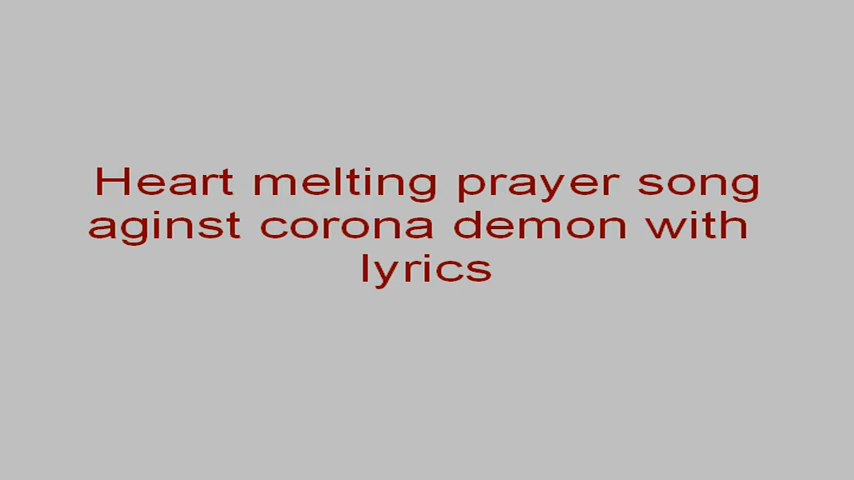 Heart melting prayer song
aginst corona demon with
lyrics